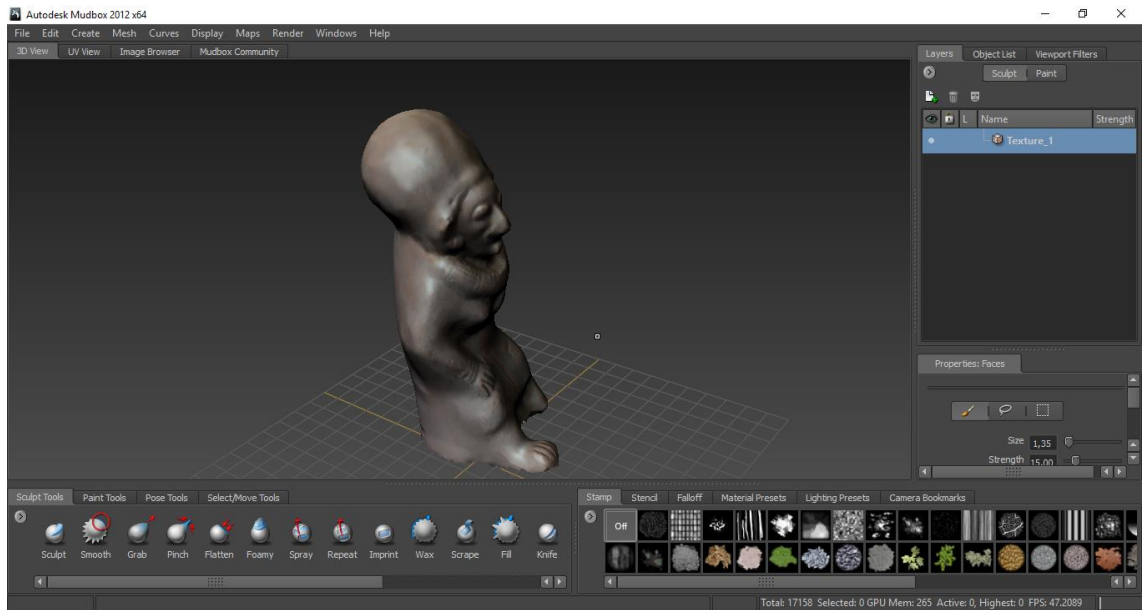 Autodesk Mudbox 2012 x64
File Edit Create Mesh Curves Display Maps Render Windows Help
3D View UV View Image Browser Mudbox Community
Layers Object List Viewport Filters
Sculpt Paint
L Name Strength
Texture_1
Properties: Faces
Size 1,35
Strength 15,00
Sculpt Tools Paint Tools Pose Tools Select/Move Tools
Stamp Stencil Falloff Material Presets Lighting Presets Camera Bookmarks
Off
Sculpt Smooth Grab Pinch Flatten Foamy Spray Repeat Imprint Wax Scrape Fill Knife
Total: 17158 Selected: 0 GPU Mem: 265 Active: 0, Highest: 0 FPS: 47.2089